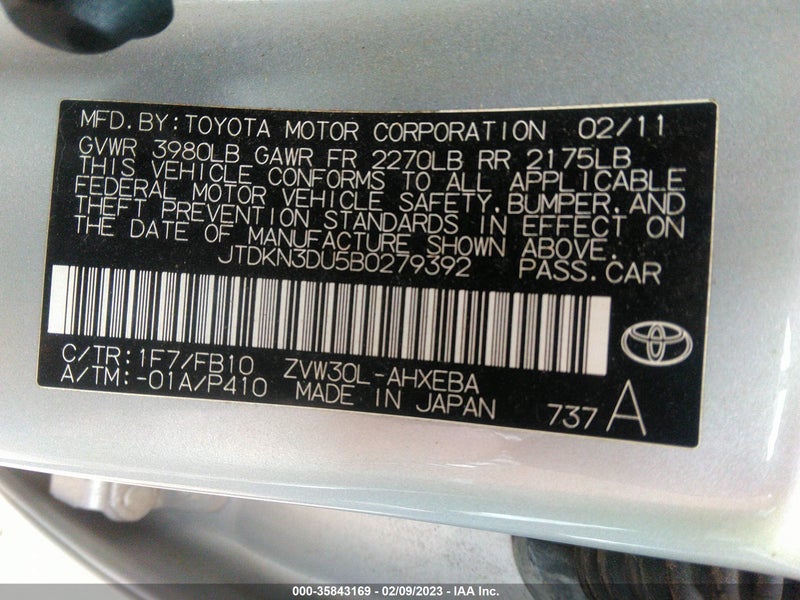 MFD. BY: TOYOTA MOTOR CORPORATION 02/11
GVWR 3980LB GAWR FR 2270LB RR 2175LB
THIS VEHICLE CONFORMS TO ALL APPLICABLE
FEDERAL MOTOR VEHICLE SAFETY, BUMPER, AND
THEFT PREVENTION STANDARDS IN EFFECT ON
THE DATE OF MANUFACTURE SHOWN ABOVE.
JTDKN3DU5B0279392 PASS. CAR
C/TR: 1F7/FB10 ZVW30L-AHXEBA
A/TM: -01A/P410 MADE IN JAPAN 737 A
000-35843169 - 02/09/2023 - IAA Inc.